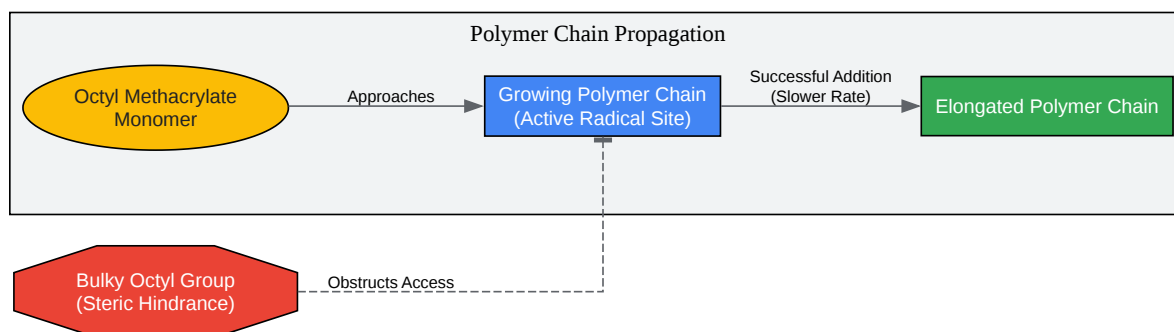 Polymer Chain Propagation
Octyl Methacrylate
Monomer
Approaches
Growing Polymer Chain
(Active Radical Site)
Successful Addition
(Slower Rate)
Elongated Polymer Chain
Bulky Octyl Group
(Steric Hindrance)
Obstructs Access